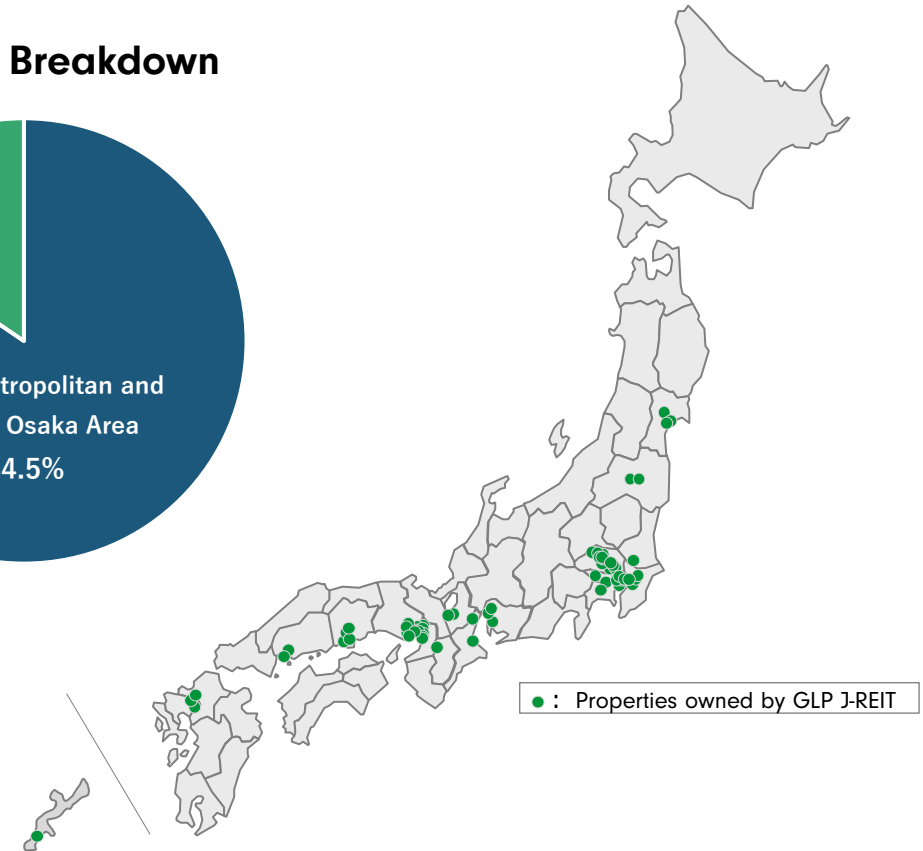 Breakdown
tropolitan and
Osaka Area
4.5%
: Properties owned by GLP J-REIT